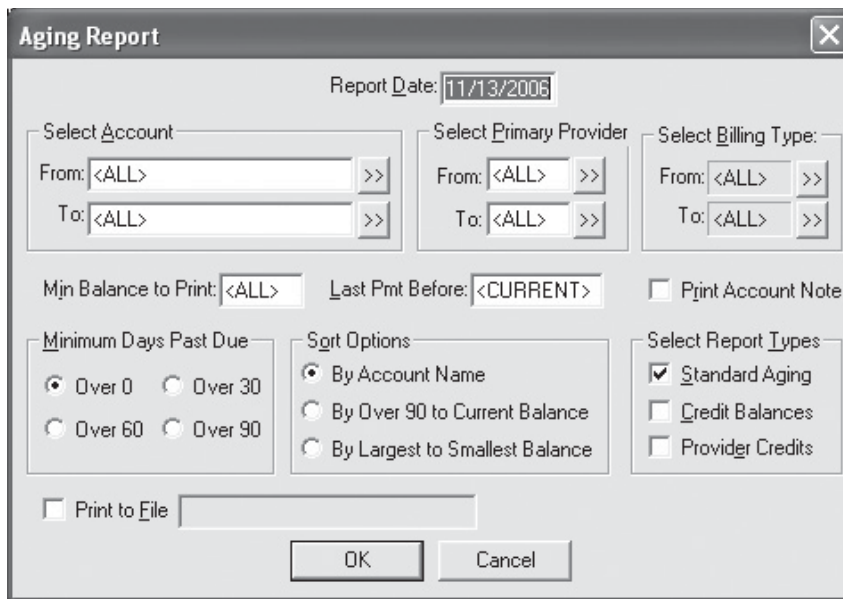 Aging Report
Report Date: 11/13/2006
Select Account
From: <ALL> >>
To: <ALL> >>
Select Primary Provider
From: <ALL> >>
To: <ALL> >>
Select Billing Type:
From: <ALL> >>
To: <ALL> >>
Min Balance to Print: <ALL>
Last Pmt Before: <CURRENT>
Print Account Note
Minimum Days Past Due
Over 0 Over 30
Over 60 Over 90
Sort Options
By Account Name
By Over 90 to Current Balance
By Largest to Smallest Balance
Select Report Types
Standard Aging
Credit Balances
Provider Credits
Print to File
OK Cancel